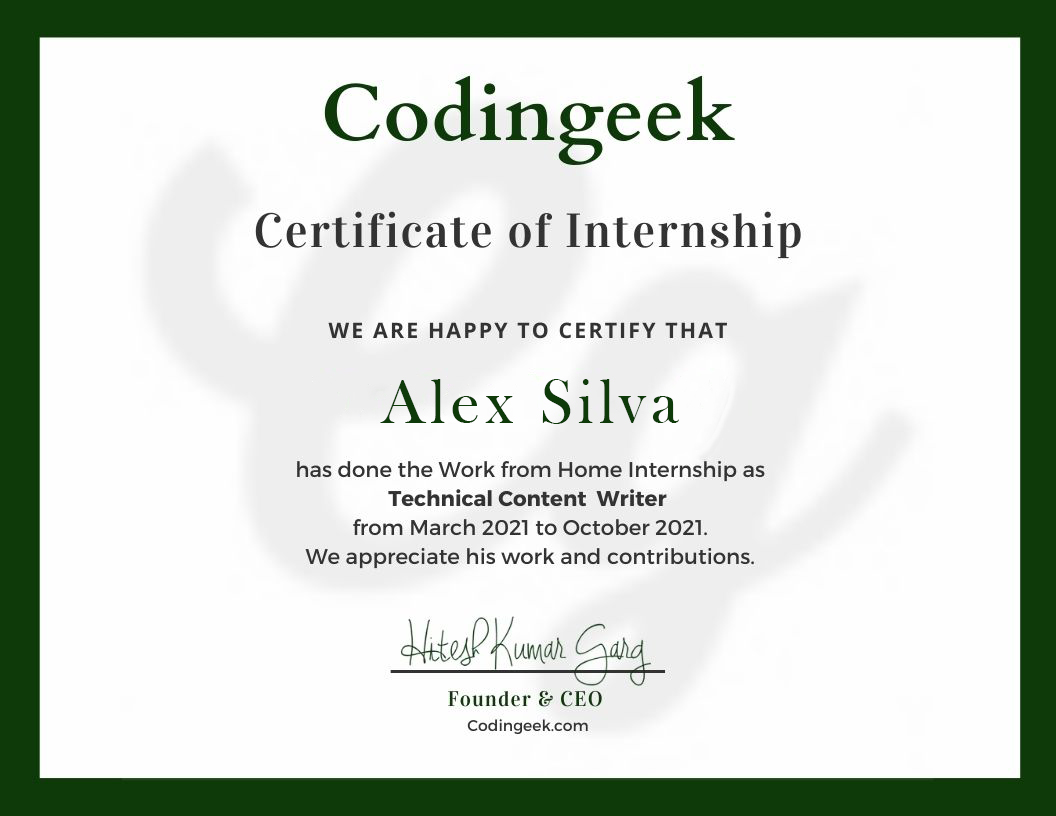 Codingeek
Certificate of Internship
WE ARE HAPPY TO CERTIFY THAT
Alex Silva
has done the Work from Home Internship as
Technical Content  Writer
from March 2021 to October 2021.
We appreciate his work and contributions.
Hitesh Kumar Garg
Founder & CEO
Codingeek.com